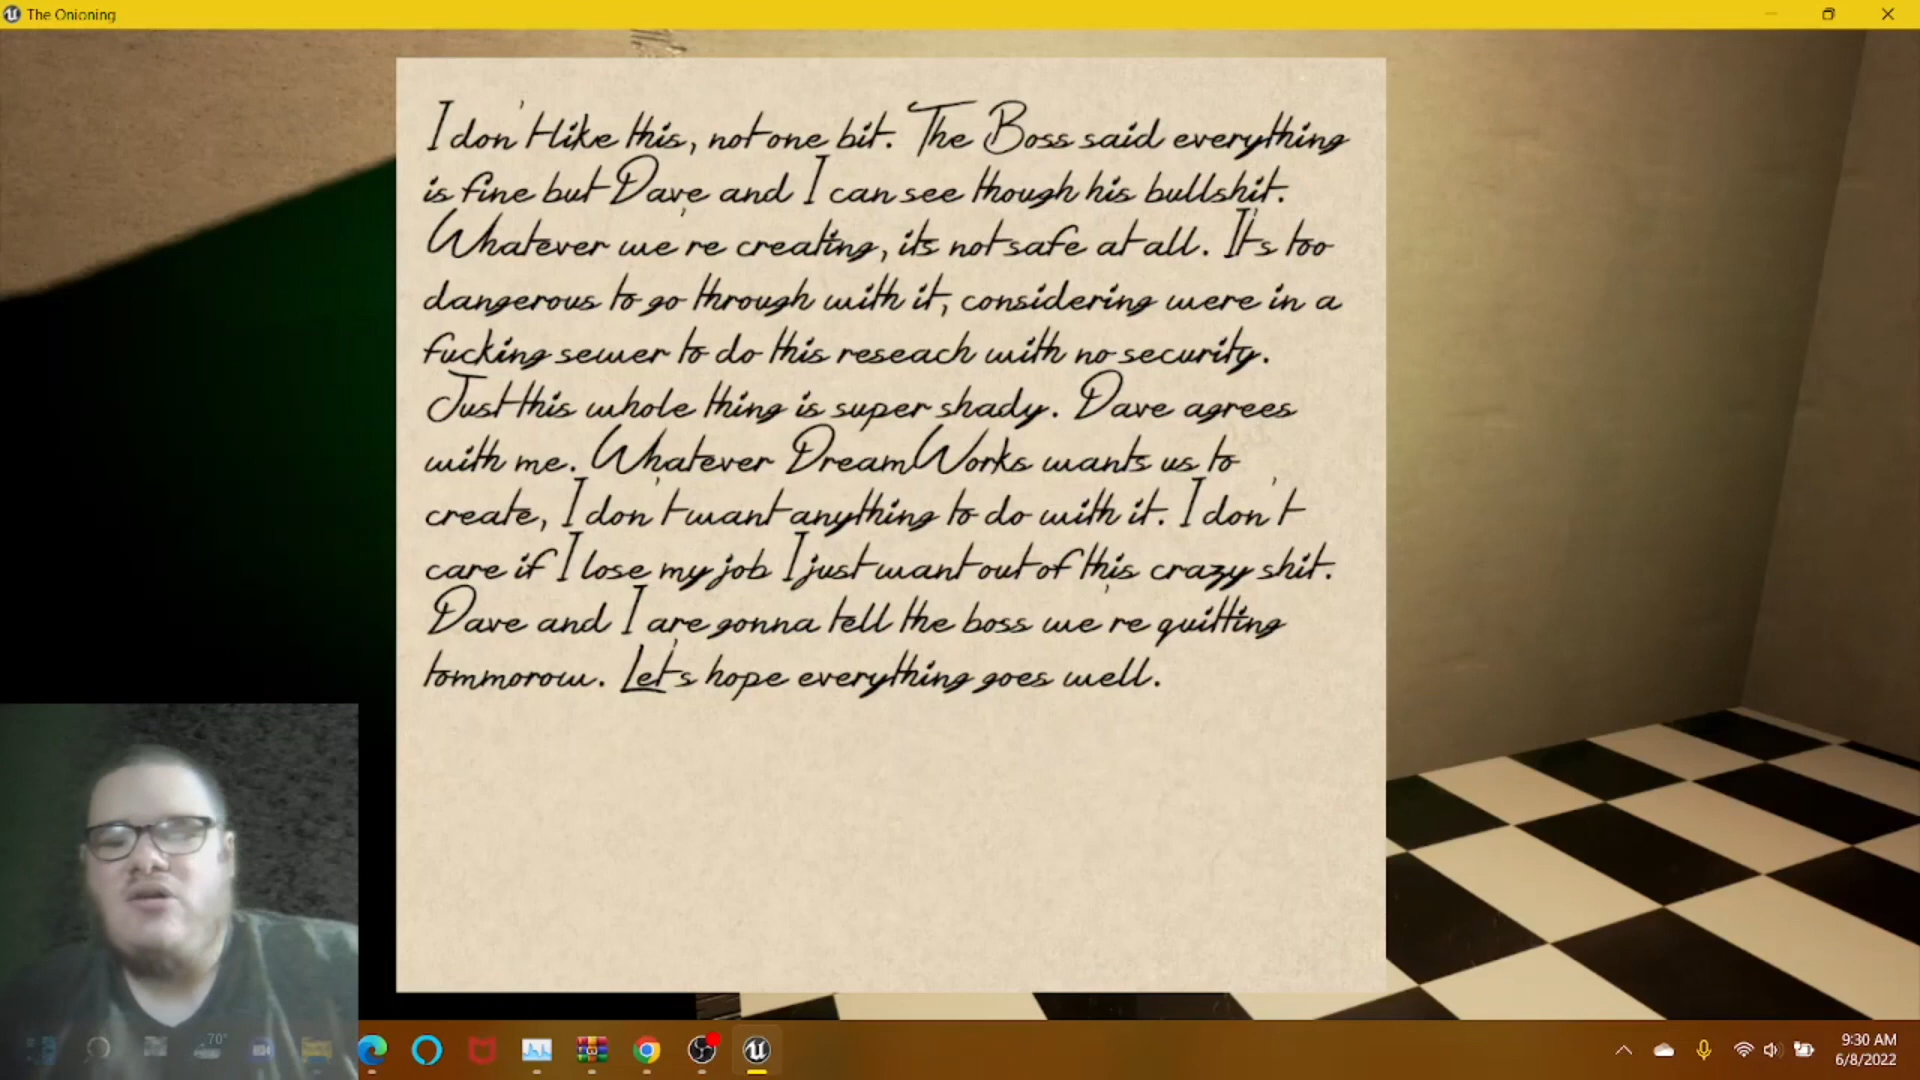 The Onioning
I don't like this, not one bit. The Boss said everything
is fine but Dave and I can see though his bullshit.
Whatever we're creating, its not safe at all. It's too
dangerous to go through with it, considering were in a
fucking sewer to do this reseach with no security.
Just this whole thing is super shady. Dave agrees
with me. Whatever DreamWorks wants us to
create, I don't want anything to do with it. I don't
care if I lose my job I just want out of this crazy shit.
Dave and I are gonna tell the boss we're quitting
tommorow. Let's hope everything goes well.
70°
9:30 AM
6/8/2022